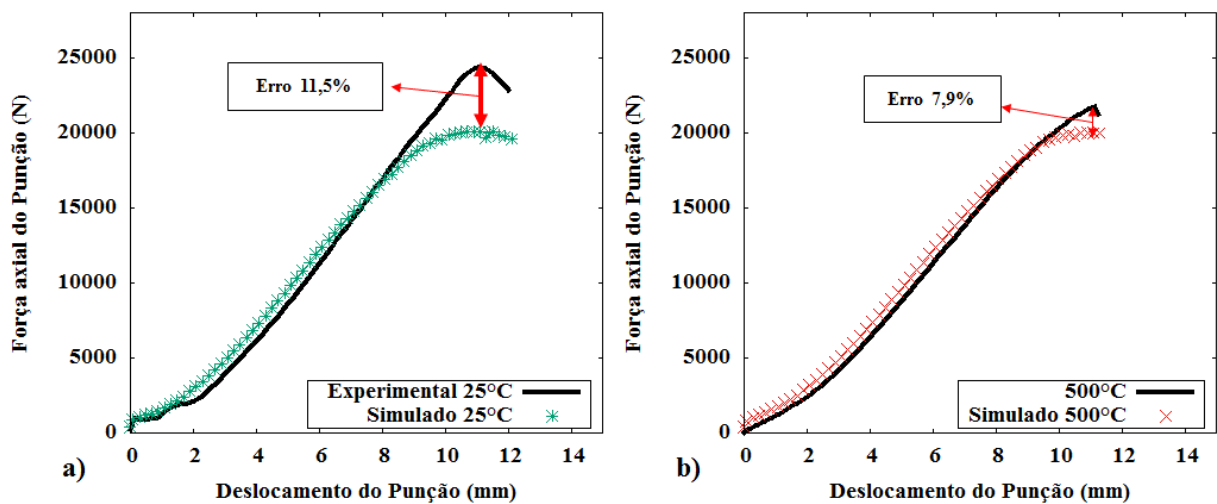 25000
20000
15000
10000
5000
0
Força axial do Punção (N)
Erro 11,5%
Experimental 25°C
Simulado 25°C
0 2 4 6 8 10 12 14
a)
Deslocamento do Punção (mm)
25000
20000
15000
10000
5000
0
Força axial do Punção (N)
Erro 7,9%
500°C
Simulado 500°C
0 2 4 6 8 10 12 14
b)
Deslocamento do Punção (mm)